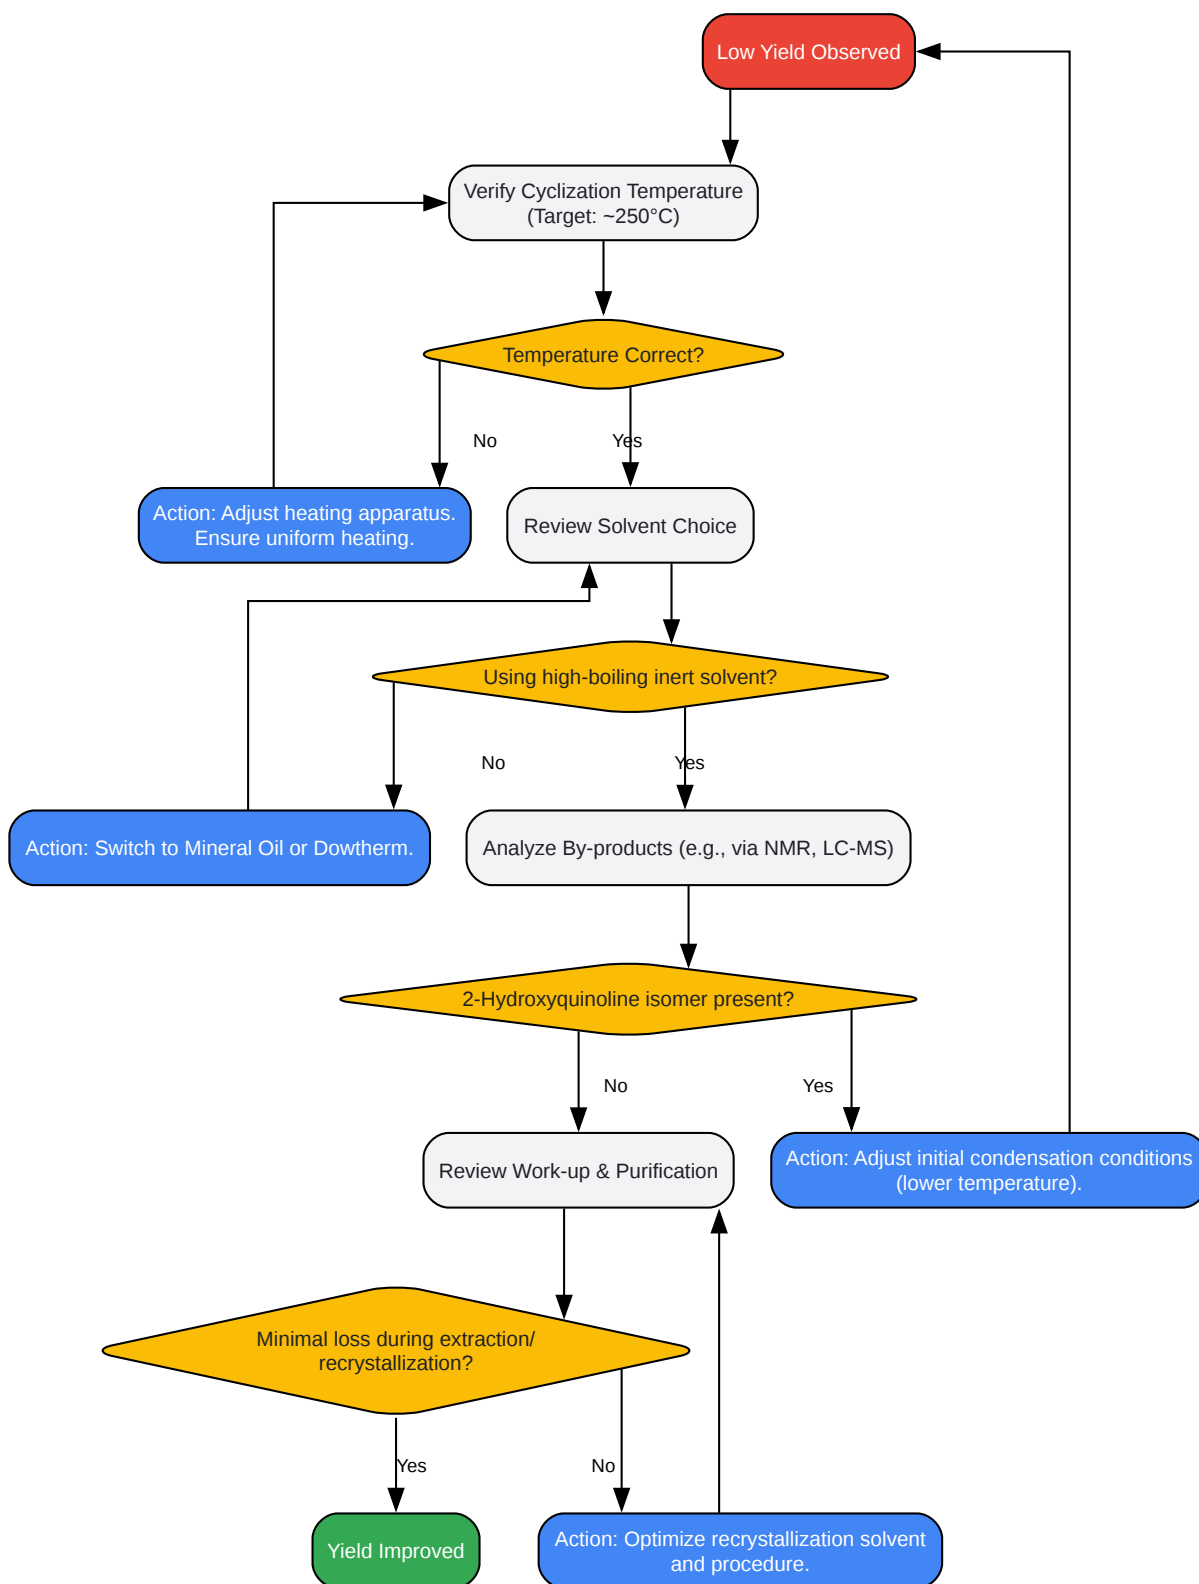 Low Yield Observed
Verify Cyclization Temperature
(Target: ~250°C)
Temperature Correct?
No
Yes
Action: Adjust heating apparatus.
Ensure uniform heating.
Review Solvent Choice
Using high-boiling inert solvent?
No
Yes
Action: Switch to Mineral Oil or Dowtherm.
Analyze By-products (e.g., via NMR, LC-MS)
2-Hydroxyquinoline isomer present?
No
Yes
Review Work-up & Purification
Action: Adjust initial condensation conditions
(lower temperature).
Minimal loss during extraction/
recrystallization?
Yes
No
Yield Improved
Action: Optimize recrystallization solvent
and procedure.